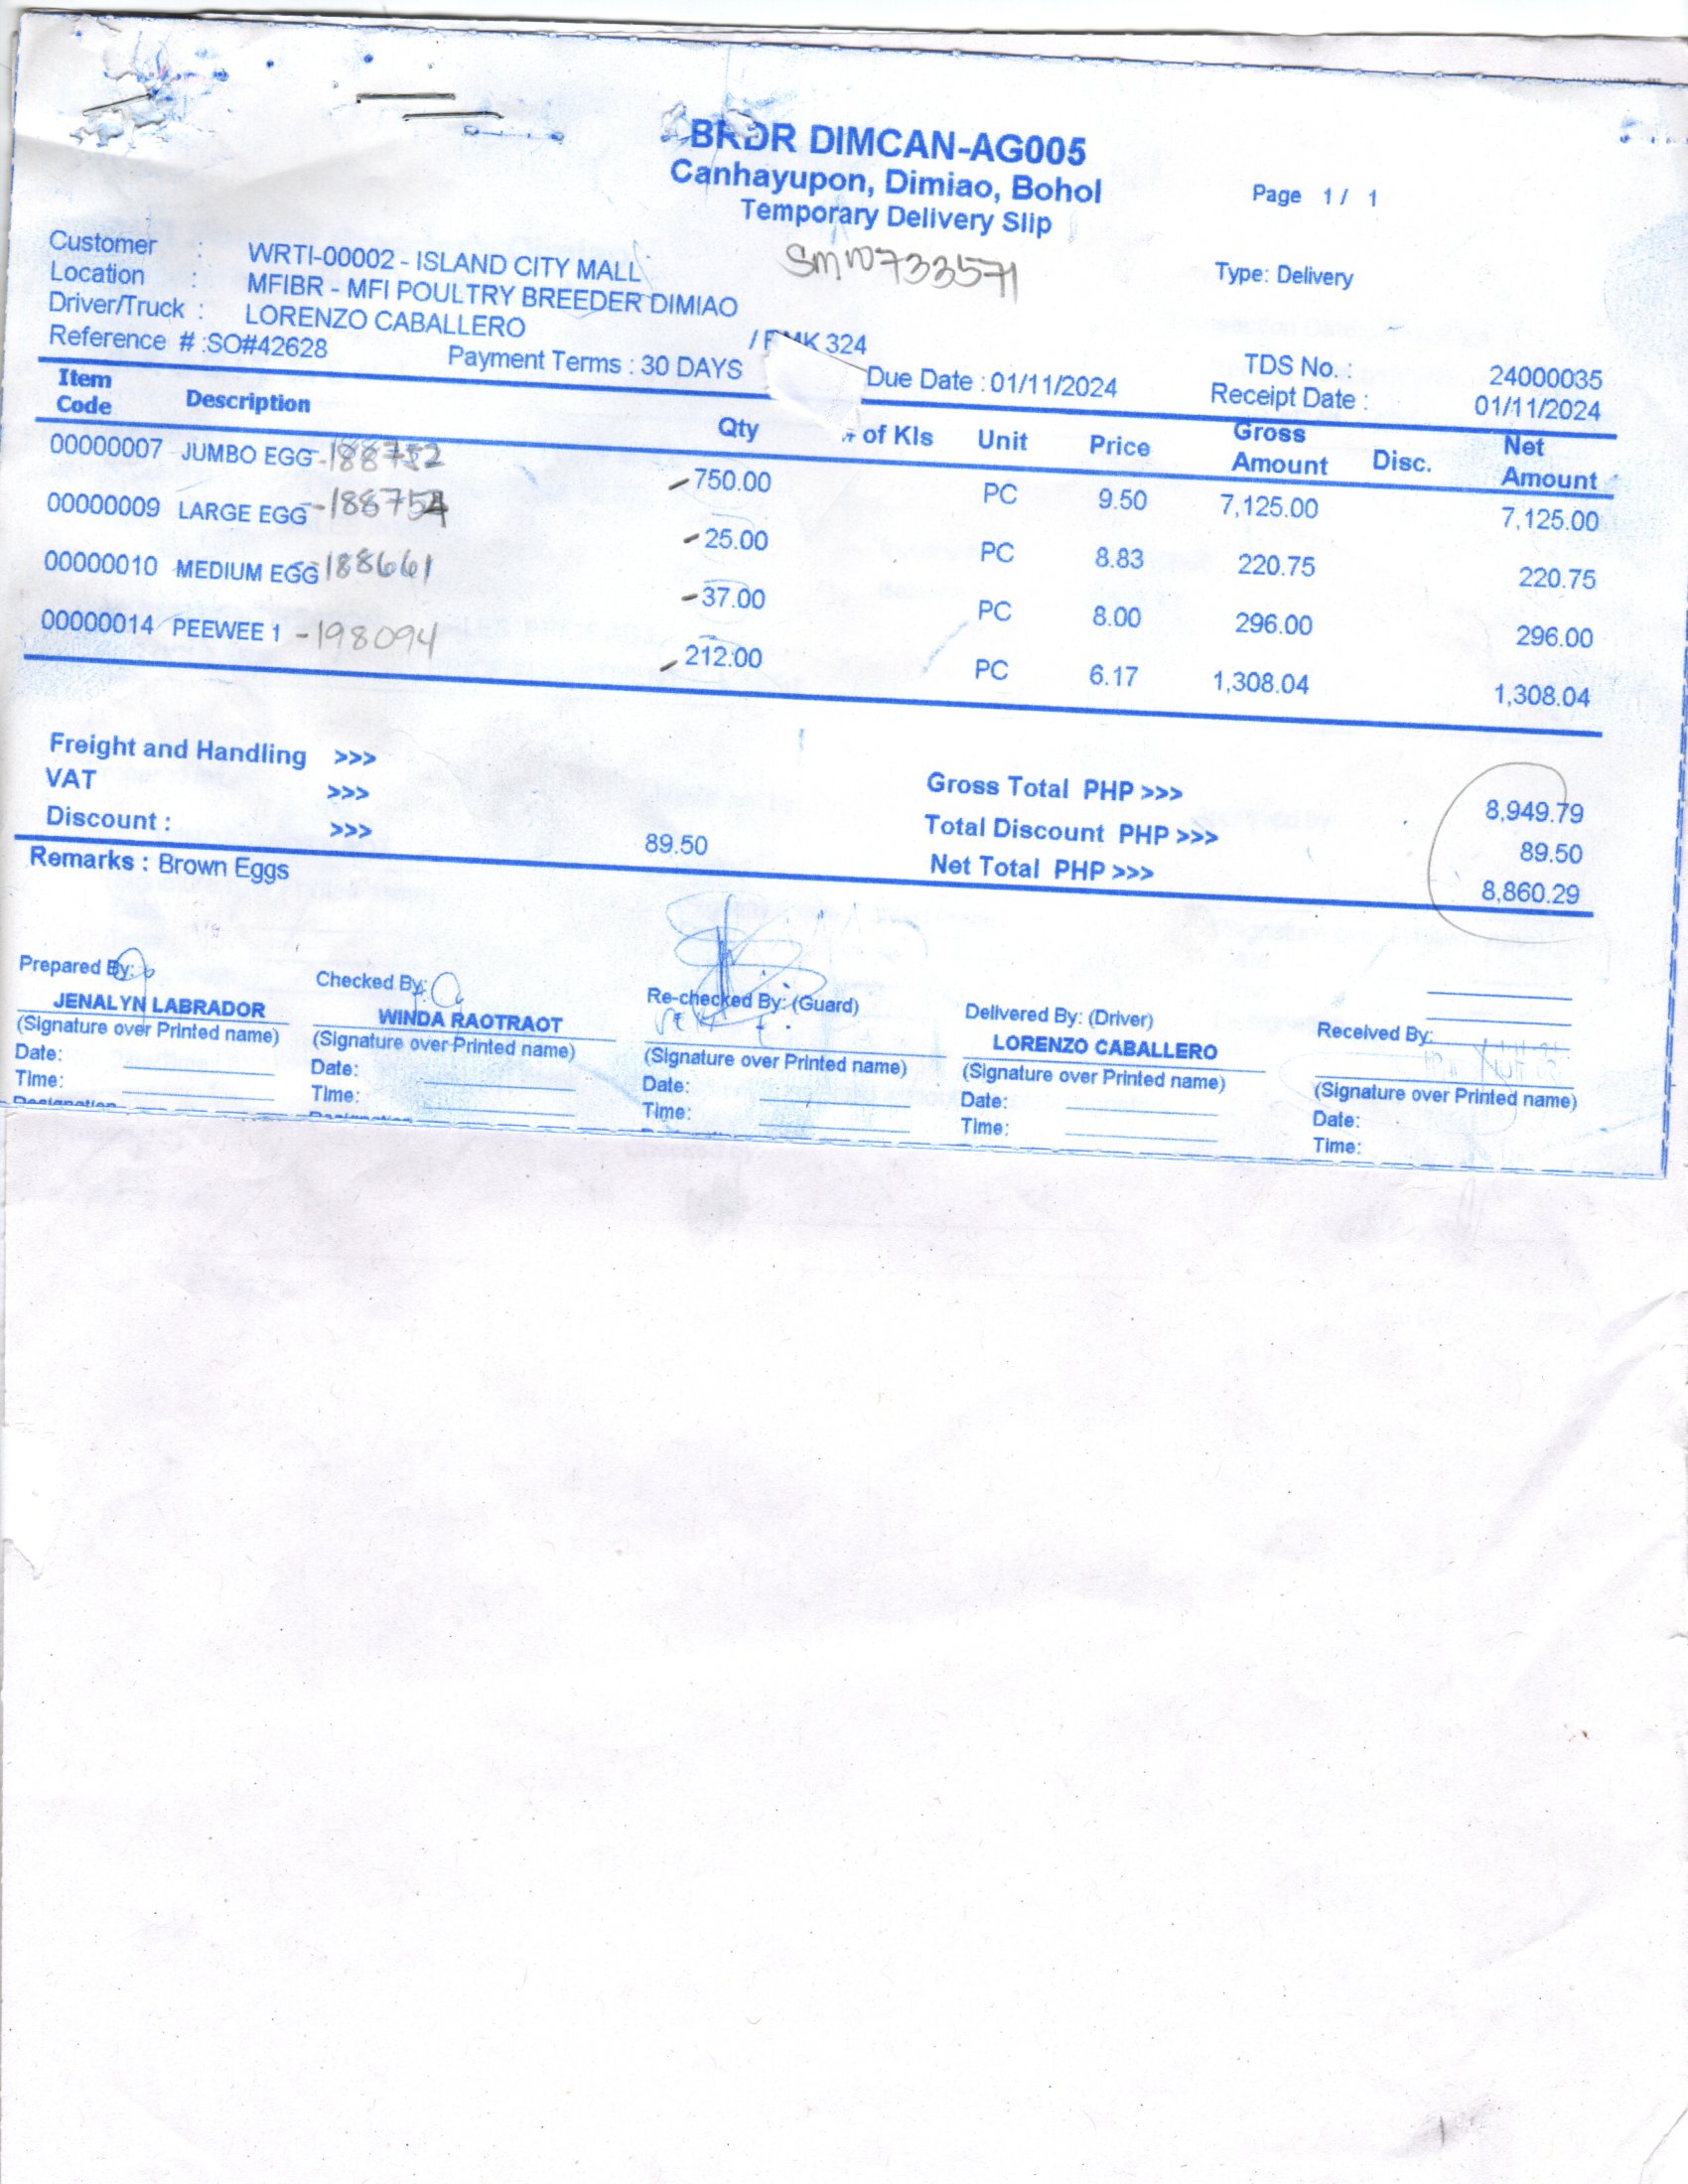 BRDR DIMCAN-AG005
Canhayupon, Dimiao, Bohol
Temporary Delivery Slip
Page 1 / 1
SMW733571
Type: Delivery
Customer : WRTI-00002 - ISLAND CITY MALL
Location : MFIBR - MFI POULTRY BREEDER DIMIAO
Driver/Truck : LORENZO CABALLERO / 324
Reference # :SO#42628 Payment Terms : 30 DAYS Due Date : 01/11/2024
TDS No. : 24000035
Receipt Date : 01/11/2024
Item Code Description Qty # of Kls Unit Price Gross Amount Disc. Net Amount
00000007 JUMBO EGG -188752 -750.00 PC 9.50 7,125.00 7,125.00
00000009 LARGE EGG -188754 -25.00 PC 8.83 220.75 220.75
00000010 MEDIUM EGG 188661 -37.00 PC 8.00 296.00 296.00
00000014 PEEWEE 1 -198094 -212.00 PC 6.17 1,308.04 1,308.04
Freight and Handling >>>
VAT >>>
Discount : >>> 89.50
Gross Total PHP >>> 8,949.79
Total Discount PHP >>> 89.50
Net Total PHP >>> 8,860.29
Remarks : Brown Eggs
Prepared By:
JENALYN LABRADOR
(Signature over Printed name)
Date:
Time:
Designation
Checked By:
WINDA RAOTRAOT
(Signature over Printed name)
Date:
Time:
Designation
Re-checked By: (Guard)
(Signature over Printed name)
Date:
Time:
Delivered By: (Driver)
LORENZO CABALLERO
(Signature over Printed name)
Date:
Time:
Received By:
(Signature over Printed name)
Date:
Time: